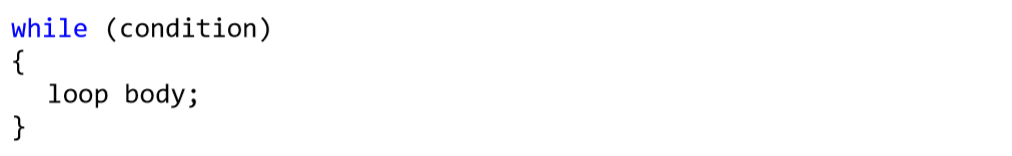 while (condition)
{
   loop body;
}